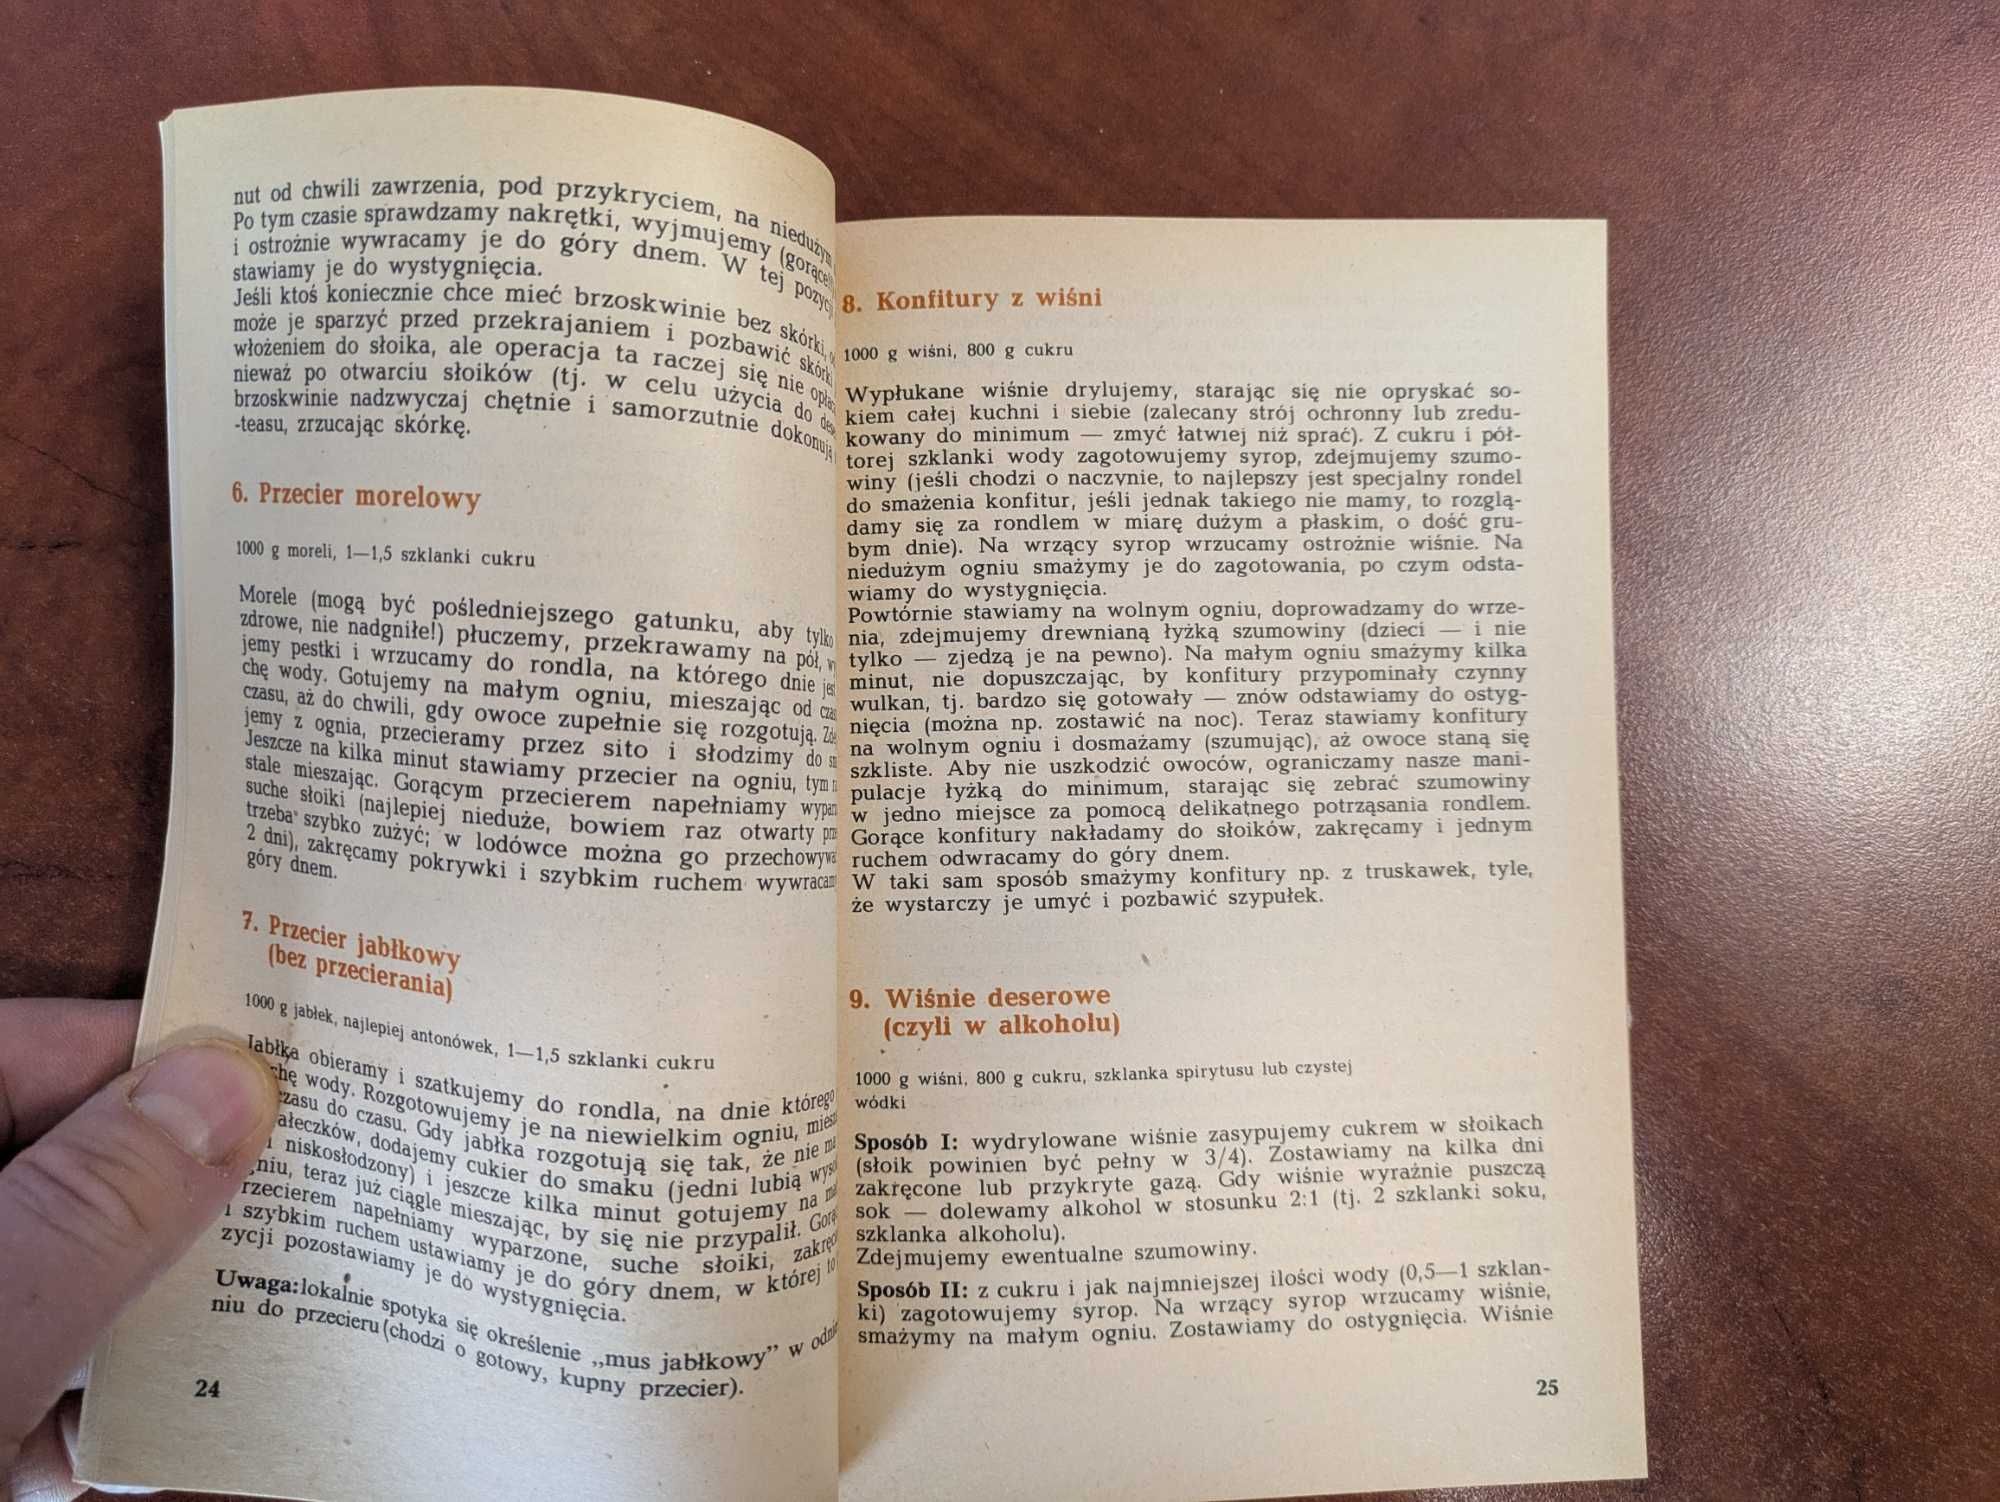 nut od chwili zawrzenia, pod przykryciem, na niedużym
Po tym czasie sprawdzamy nakrętki, wyjmujemy (gorące!)
i ostrożnie wywracamy je do góry dnem. W tej pozycji
stawiamy je do wystygnięcia.
Jeśli ktoś koniecznie chce mieć brzoskwinie bez skórki,
może je sparzyć przed przekrajaniem i pozbawić skórki
włożeniem do słoika, ale operacja ta raczej się nie
nieważ po otwarciu słoików (tj. w celu użycia do
brzoskwinie nadzwyczaj chętnie i samorzutnie dokonują
-teasu, zrzucając skórkę.
6. Przecier morelowy
1000 g moreli, 1—1,5 szklanki cukru
Morele (mogą być pośledniejszego gatunku, aby tylko
zdrowe, nie nadgniłe!) płuczemy, przekrawamy na pół,
jemy pestki i wrzucamy do rondla, na którego dnie
chę wody. Gotujemy na małym ogniu, mieszając od
czasu, aż do chwili, gdy owoce zupełnie się rozgotują.
jemy z ognia, przecieramy przez sito i słodzimy do
Jeszcze na kilka minut stawiamy przecier na ogniu,
stale mieszając. Gorącym przecierem napełniamy
suche słoiki (najlepiej nieduże, bowiem raz otwarty
trzeba szybko zużyć; w lodówce można go
2 dni), zakręcamy pokrywki i szybkim ruchem
góry dnem.
7. Przecier jabłkowy
(bez przecierania)
1000 g jabłek, najlepiej antonówek, 1—1,5 szklanki cukru
Jabłka obieramy i szatkujemy do rondla, na dnie którego
wody. Rozgotowujemy je na niewielkim ogniu,
do czasu. Gdy jabłka rozgotują się tak, że nie
dodajemy cukier do smaku (jedni lubią
i niskosłodzony) i jeszcze kilka minut gotujemy na
teraz już ciągle mieszając, by się nie przypalił.
napełniamy wyparzone, suche słoiki,
i szybkim ruchem ustawiamy je do góry dnem, w której
zycji pozostawiamy je do wystygnięcia.
Uwaga: lokalnie spotyka się określenie „mus jabłkowy” w
niu do przecieru (chodzi o gotowy, kupny przecier).
24
8. Konfitury z wiśni
1000 g wiśni, 800 g cukru
Wypłukane wiśnie drylujemy, starając się nie opryskać so-
kiem całej kuchni i siebie (zalecany strój ochronny lub zredu-
kowany do minimum — zmyć łatwiej niż sprać). Z cukru i pół-
torej szklanki wody zagotowujemy syrop, zdejmujemy szumo-
winy (jeśli chodzi o naczynie, to najlepszy jest specjalny rondel
do smażenia konfitur, jeśli jednak takiego nie mamy, to rozglą-
damy się za rondlem w miarę dużym a płaskim, o dość gru-
bym dnie). Na wrzący syrop wrzucamy ostrożnie wiśnie. Na
niedużym ogniu smażymy je do zagotowania, po czym odsta-
wiamy do wystygnięcia.
Powtórnie stawiamy na wolnym ogniu, doprowadzamy do wrze-
nia, zdejmujemy drewnianą łyżką szumowiny (dzieci — i nie
tylko — zjedzą je na pewno). Na małym ogniu smażymy kilka
minut, nie dopuszczając, by konfitury przypominały czynny
wulkan, tj. bardzo się gotowały — znów odstawiamy do ostyg-
nięcia (można np. zostawić na noc). Teraz stawiamy konfitury
na wolnym ogniu i dosmażamy (szumując), aż owoce staną się
szkliste. Aby nie uszkodzić owoców, ograniczamy nasze mani-
pulacje łyżką do minimum, starając się zebrać szumowiny
w jedno miejsce za pomocą delikatnego potrząsania rondlem.
Gorące konfitury nakładamy do słoików, zakręcamy i jednym
ruchem odwracamy do góry dnem.
W taki sam sposób smażymy konfitury np. z truskawek, tyle,
że wystarczy je umyć i pozbawić szypułek.
9. Wiśnie deserowe
(czyli w alkoholu)
1000 g wiśni, 800 g cukru, szklanka spirytusu lub czystej
wódki
Sposób I: wydrylowane wiśnie zasypujemy cukrem w słoikach
(słoik powinien być pełny w 3/4). Zostawiamy na kilka dni
zakręcone lub przykryte gazą. Gdy wiśnie wyraźnie puszczą
sok — dolewamy alkohol w stosunku 2:1 (tj. 2 szklanki soku,
szklanka alkoholu).
Zdejmujemy ewentualne szumowiny.
Sposób II: z cukru i jak najmniejszej ilości wody (0,5—1 szklan-
ki) zagotowujemy syrop. Na wrzący syrop wrzucamy wiśnie,
smażymy na małym ogniu. Zostawiamy do ostygnięcia. Wiśnie
25